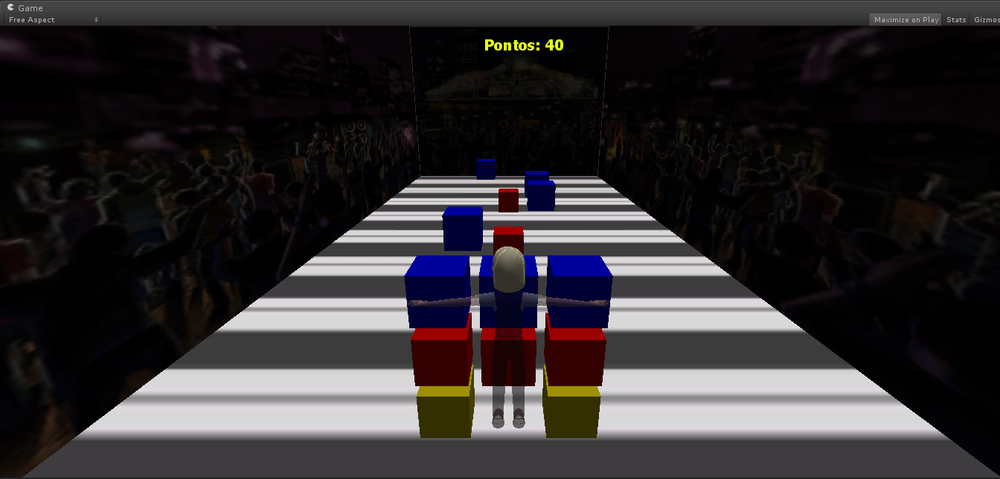 Game
Free Aspect
Maximize on Play Stats Gizmos
Pontos: 40